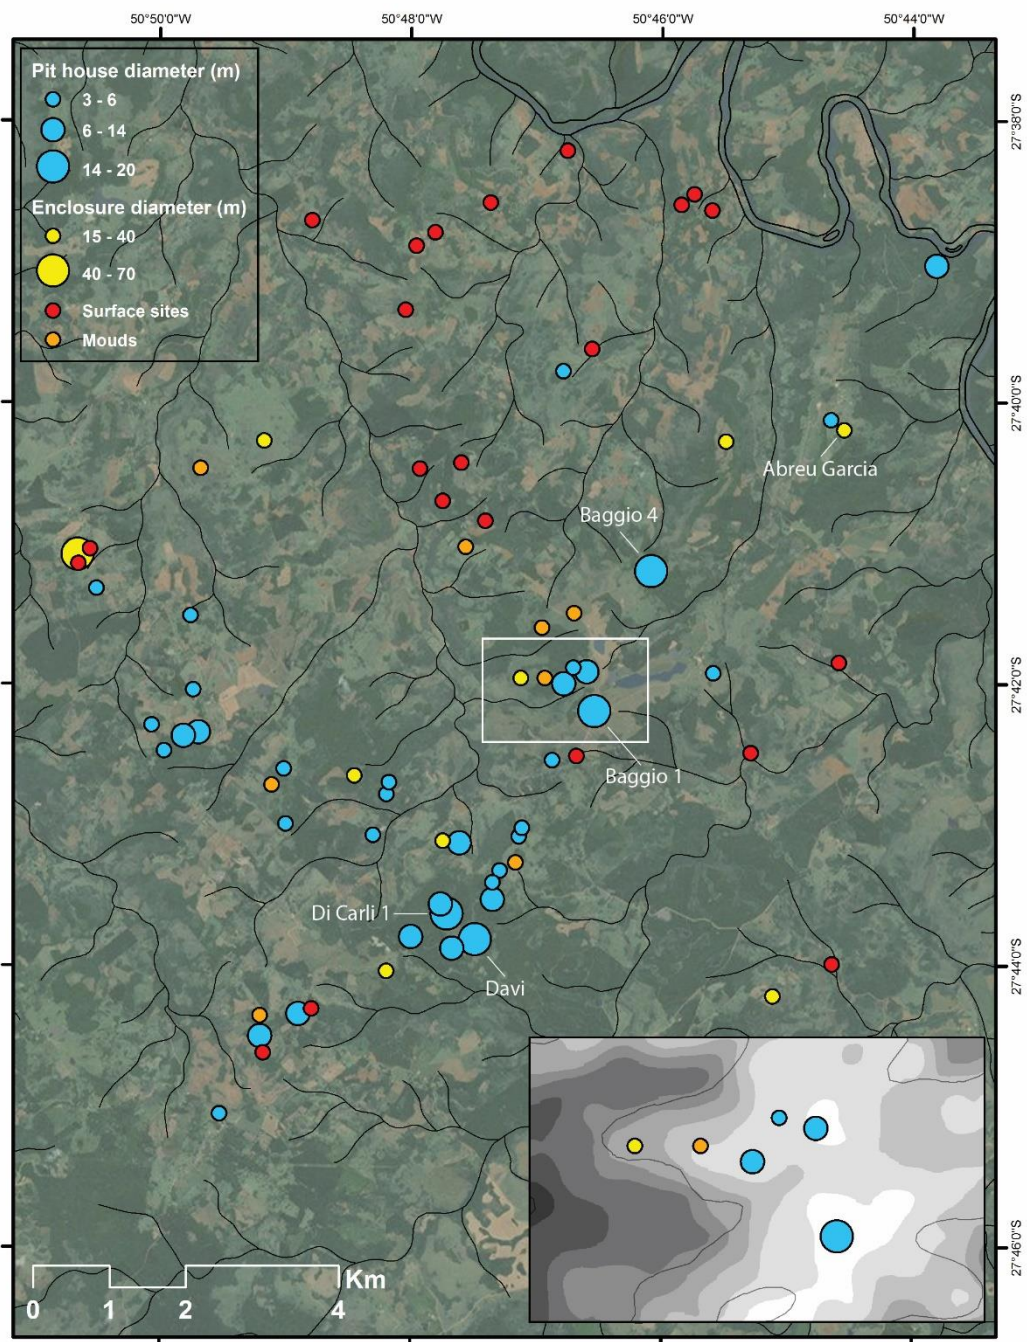 50°50'0"W
50°48'0"W
50°46'0"W
50°44'0"W
Pit house diameter (m)
3 - 6
6 - 14
14 - 20
Enclosure diameter (m)
15 - 40
40 - 70
Surface sites
Mouds
27°38'0"S
27°40'0"S
Abreu Garcia
Baggio 4
27°42'0"S
Baggio 1
Di Carli 1
27°44'0"S
Davi
27°46'0"S
Km
0 1 2 4